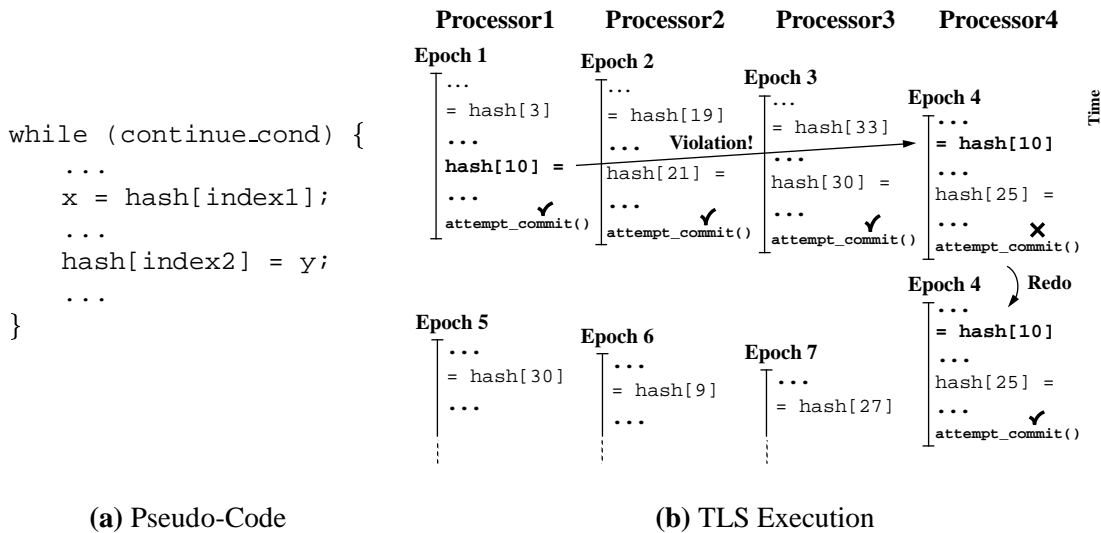 while (continue_cond) {
...
x = hash[index1];
...
hash[index2] = y;
...
}
(a) Pseudo-Code
Processor1 Processor2 Processor3 Processor4
Time
Epoch 1
...
= hash[3]
...
hash[10] =
...
attempt_commit() ✓
Epoch 2
...
= hash[19]
...
hash[21] =
...
attempt_commit() ✓
Epoch 3
...
= hash[33]
...
hash[30] =
...
attempt_commit() ✓
Violation!
Epoch 4
...
= hash[10]
...
hash[25] =
...
attempt_commit() ✗
Redo
Epoch 4
...
= hash[10]
...
hash[25] =
...
attempt_commit() ✓
Epoch 5
...
= hash[30]
...
Epoch 6
...
= hash[9]
...
Epoch 7
...
= hash[27]
(b) TLS Execution